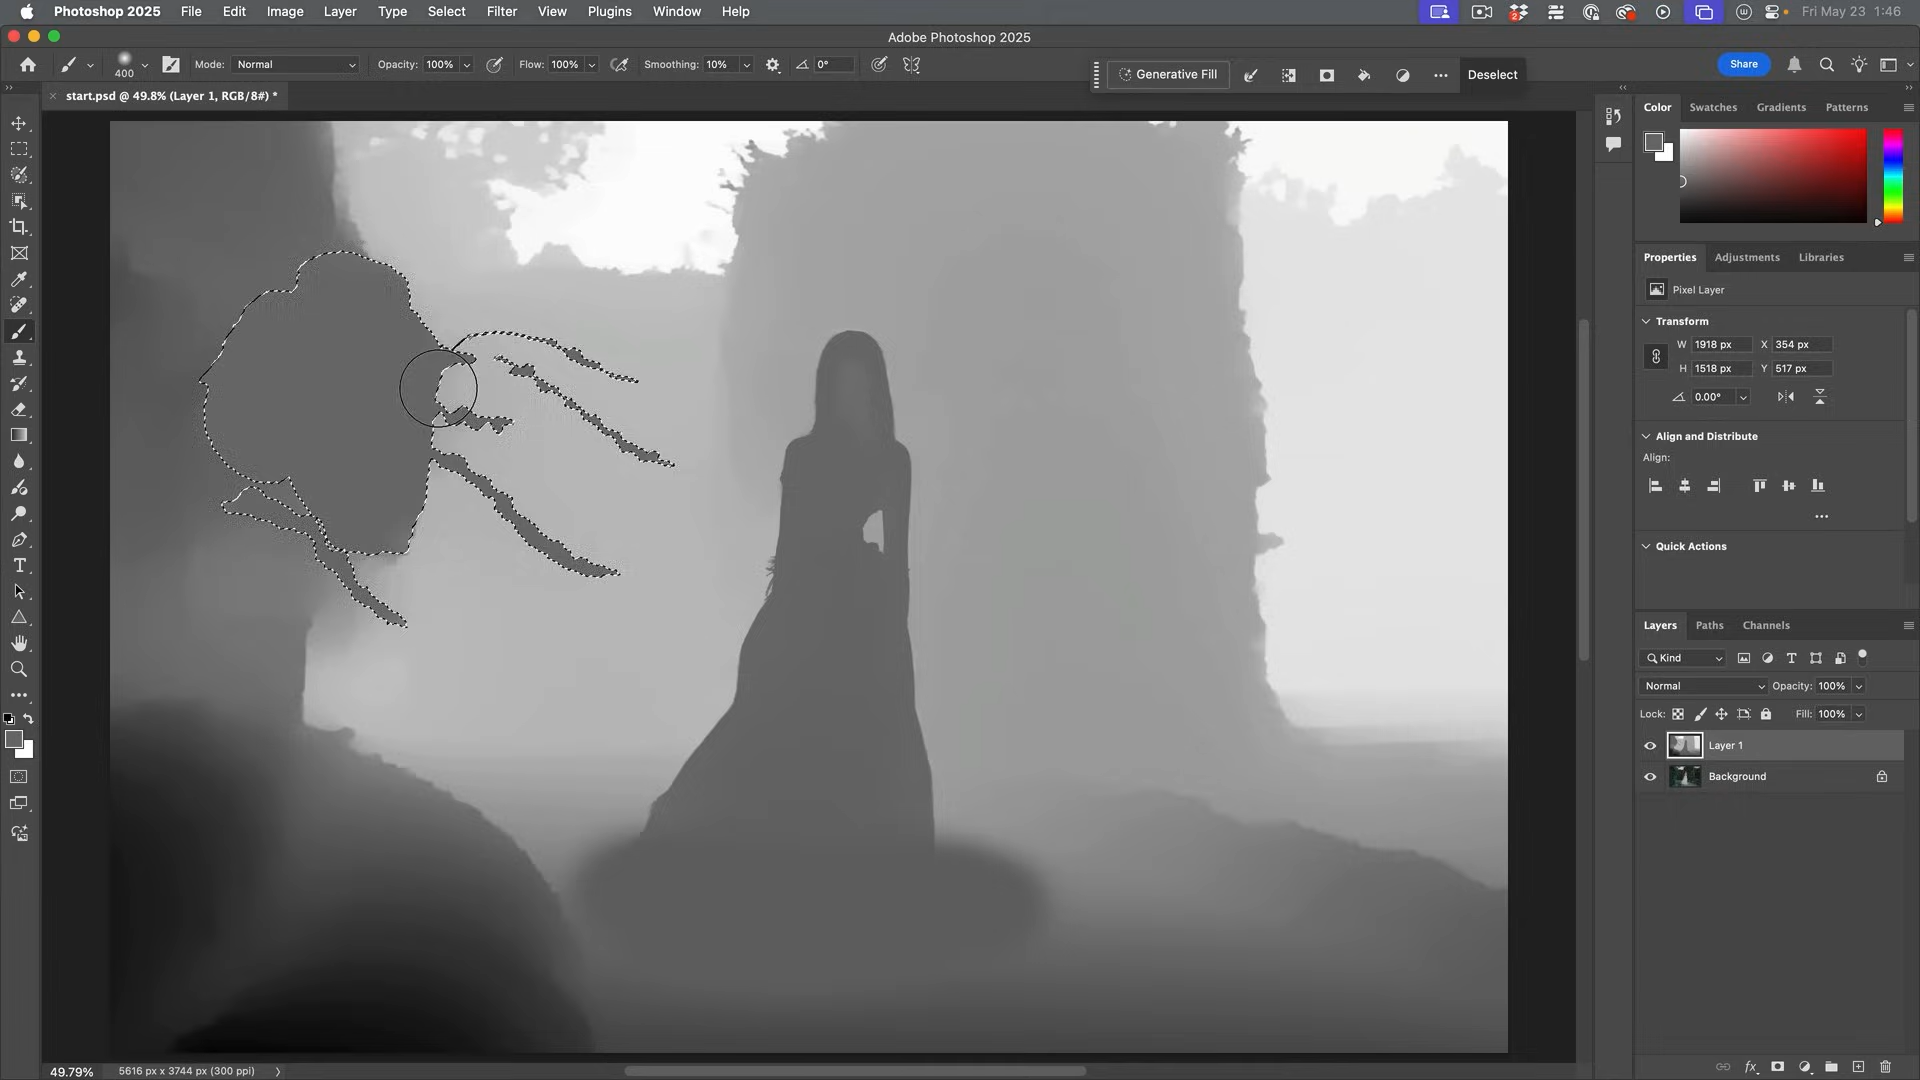 Photoshop 2025 File Edit Image Layer Type Select Filter View Plugins Window Help Fri May 23 1:46
Adobe Photoshop 2025
400 Mode: Normal Opacity: 100% Flow: 100% Smoothing: 10% 0° Generative Fill Deselect Share
start.psd @ 49.8% (Layer 1, RGB/8#) *
Color Swatches Gradients Patterns
Properties Adjustments Libraries
Pixel Layer
Transform
W 1918 px X 354 px
H 1518 px Y 517 px
0.00°
Align and Distribute
Align:
Quick Actions
Layers Paths Channels
Kind
Normal Opacity: 100%
Lock: Fill: 100%
Layer 1
Background
49.79% 5616 px x 3744 px (300 ppi)